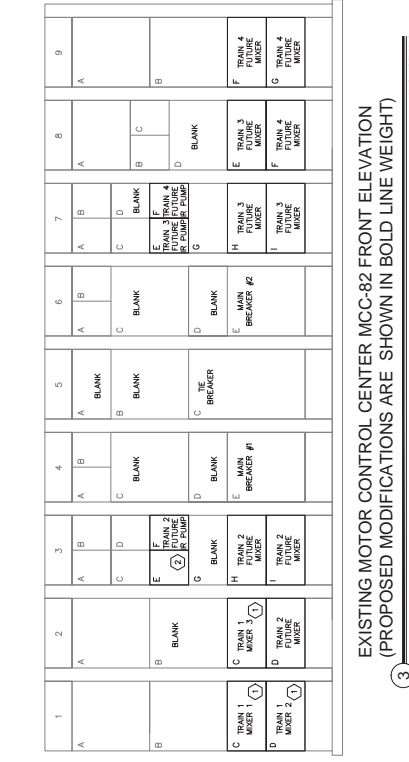 1
A
B
C
TRAIN 1
MIXER 1
1
D
TRAIN 1
MIXER 2
1
2
A
B
BLANK
C
TRAIN 1
MIXER 3
1
D
TRAIN 2
FUTURE
MIXER
3
A
B
C
D
E
2
F
TRAIN 2
FUTURE
IR PUMP
G
BLANK
H
TRAIN 2
FUTURE
MIXER
I
TRAIN 2
FUTURE
MIXER
4
A
B
C
BLANK
D
BLANK
E
MAIN
BREAKER #1
5
A
BLANK
B
BLANK
C
TIE
BREAKER
6
A
B
C
BLANK
D
BLANK
E
MAIN
BREAKER #2
7
A
B
C
D
BLANK
E
TRAIN 3
FUTURE
IR PUMP
F
TRAIN 4
FUTURE
IR PUMP
G
H
TRAIN 3
FUTURE
MIXER
I
TRAIN 3
FUTURE
MIXER
8
A
B
C
D
BLANK
E
TRAIN 3
FUTURE
MIXER
F
TRAIN 4
FUTURE
MIXER
9
A
B
F
TRAIN 4
FUTURE
MIXER
G
TRAIN 4
FUTURE
MIXER
EXISTING MOTOR CONTROL CENTER MCC-82 FRONT ELEVATION
(PROPOSED MODIFICATIONS ARE SHOWN IN BOLD LINE WEIGHT)
3